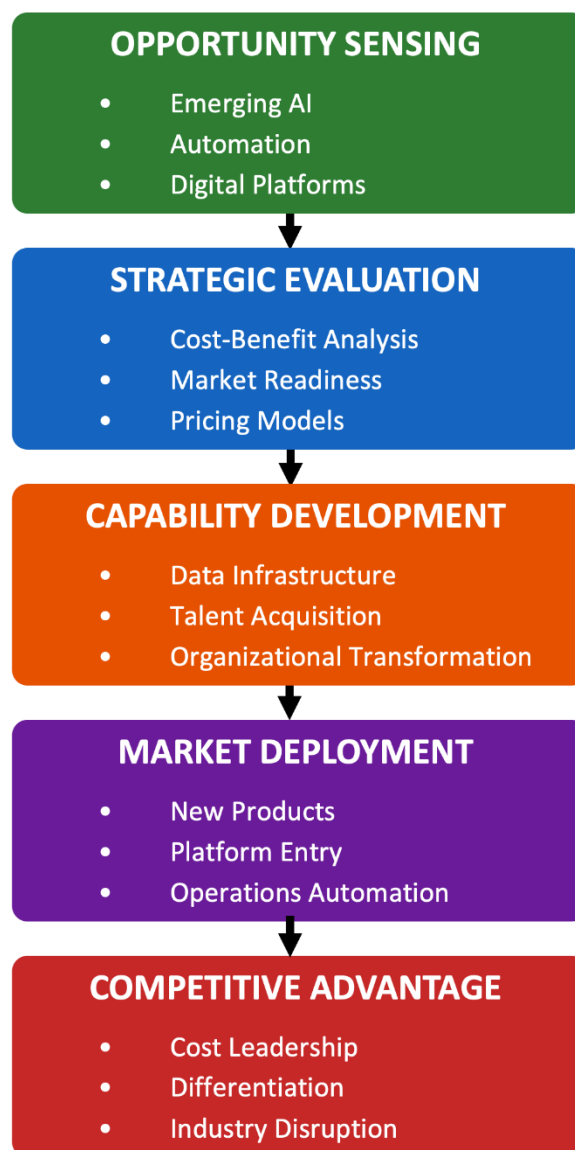 OPPORTUNITY SENSING
• Emerging AI
• Automation
• Digital Platforms
STRATEGIC EVALUATION
• Cost-Benefit Analysis
• Market Readiness
• Pricing Models
CAPABILITY DEVELOPMENT
• Data Infrastructure
• Talent Acquisition
• Organizational Transformation
MARKET DEPLOYMENT
• New Products
• Platform Entry
• Operations Automation
COMPETITIVE ADVANTAGE
• Cost Leadership
• Differentiation
• Industry Disruption